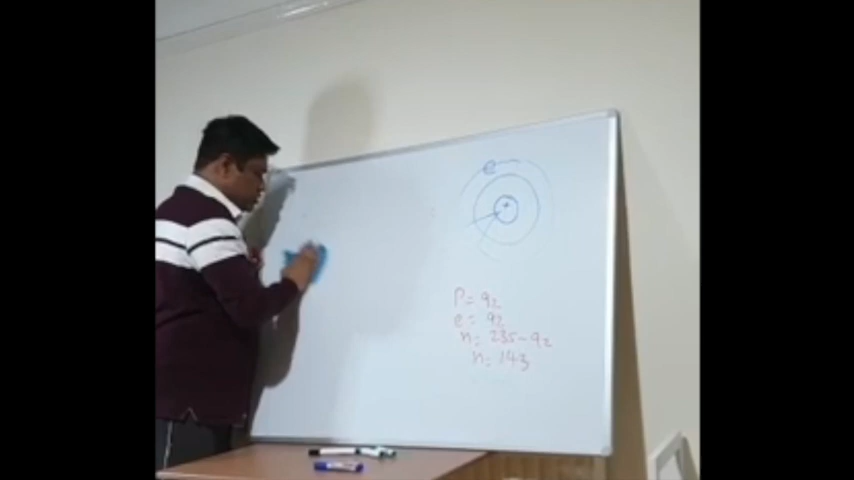 e
+
P = 92
e = 92
n = 235 - 92
n = 143